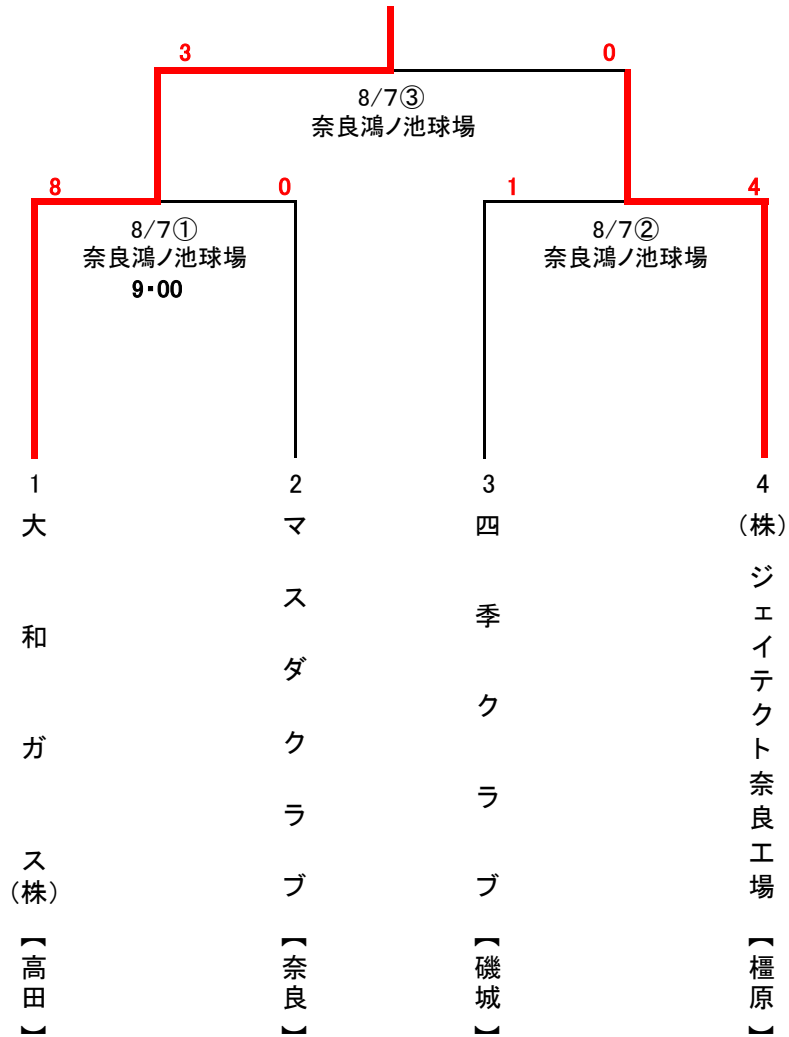 3
0
8/7③
奈良鴻ノ池球場
8
0
1
4
8/7①
奈良鴻ノ池球場
9・00
8/7②
奈良鴻ノ池球場
1
2
3
4
大和ガス(株)【高田】
マスダクラブ【奈良】
四季クラブ【磯城】
(株)ジェイテクト奈良工場【橿原】